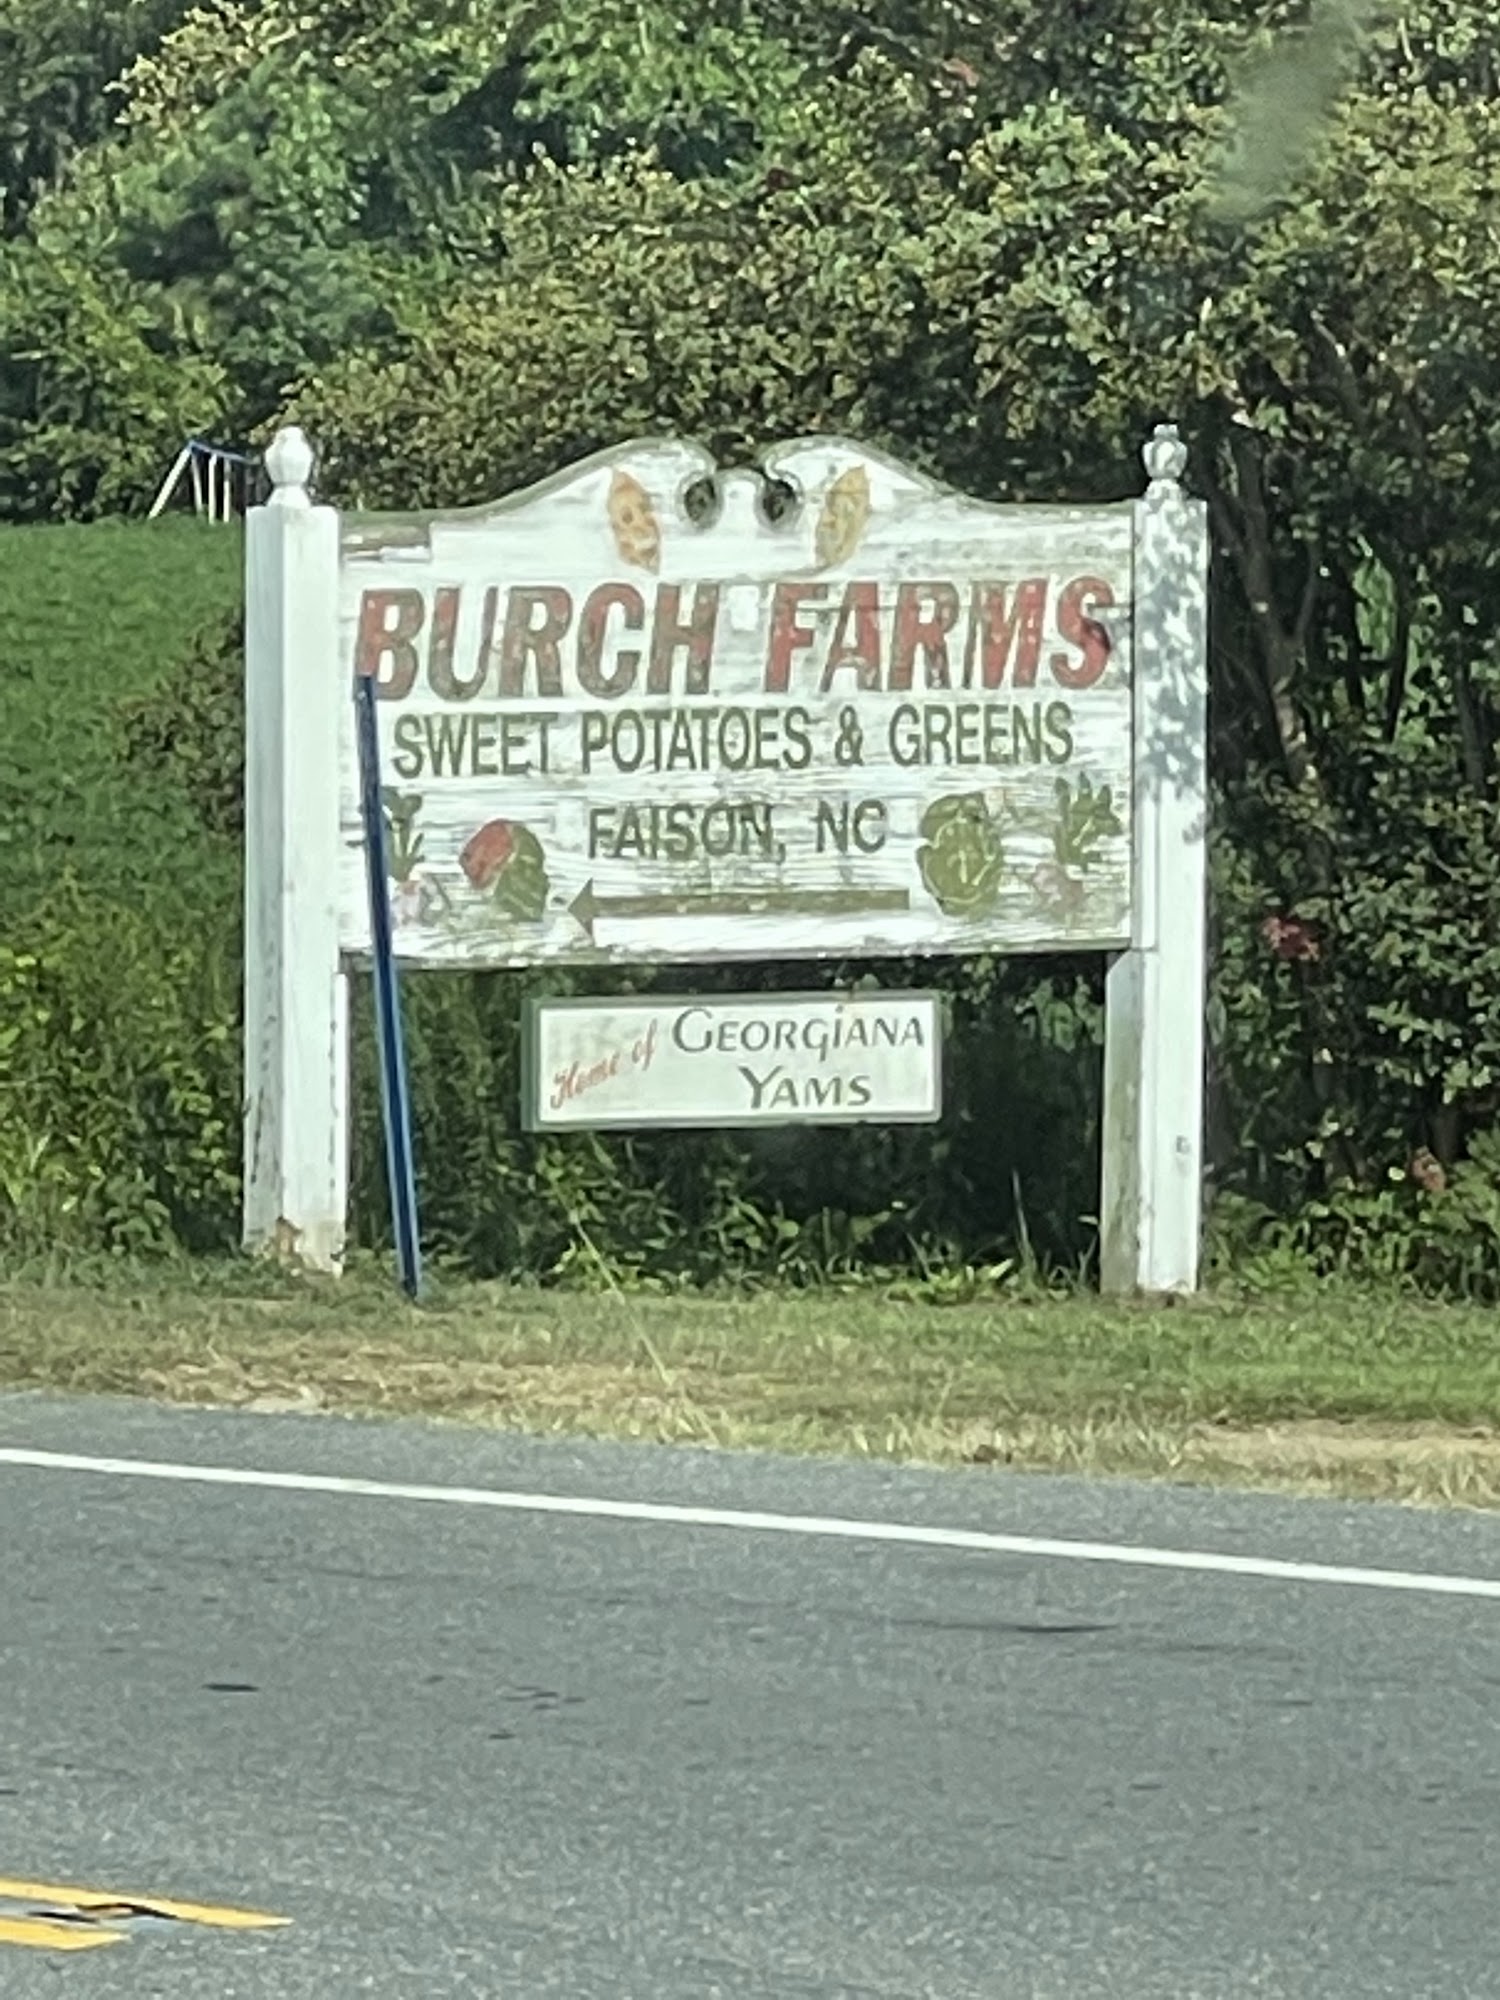 BURCH FARMS
SWEET POTATOES & GREENS
FAISON, NC
Home of GEORGiANA
YAMS